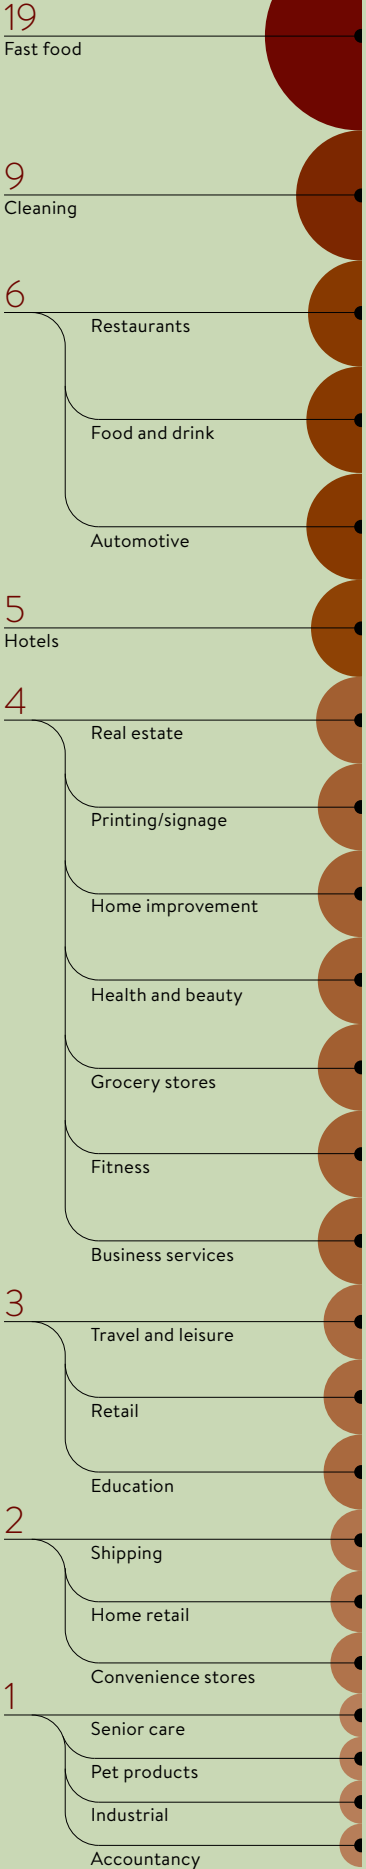 19
Fast food
9
Cleaning
6
Restaurants
Food and drink
Automotive
5
Hotels
4
Real estate
Printing/signage
Home improvement
Health and beauty
Grocery stores
Fitness
Business services
3
Travel and leisure
Retail
Education
2
Shipping
Home retail
Convenience stores
1
Senior care
Pet products
Industrial
Accountancy